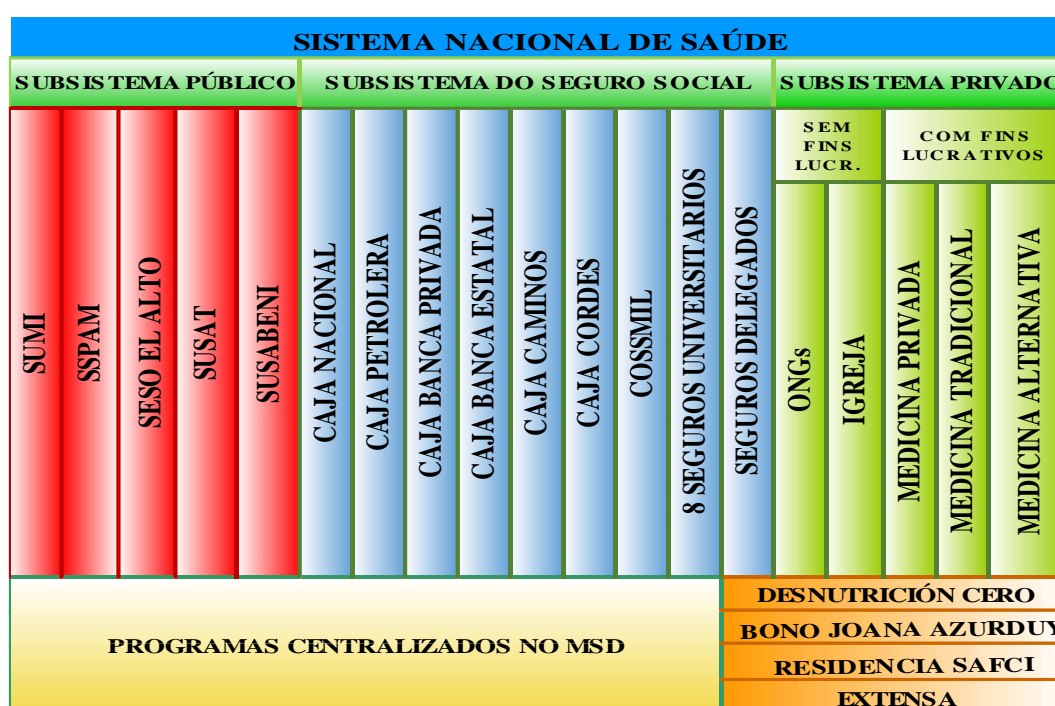 SISTEMA NACIONAL DE SAÚDE
SUBSISTEMA PÚBLICO
SUBSISTEMA DO SEGURO SOCIAL
SUBSISTEMA PRIVADO
SEM
FINS
LUCR.
COM FINS
LUCRATIVOS
SUMI
SSPAM
SESO EL ALTO
SUSAT
SUSABENI
CAJA NACIONAL
CAJA PETROLERA
CAJA BANCA PRIVADA
CAJA BANCA ESTATAL
CAJA CAMINOS
CAJA CORDES
COSSMIL
8 SEGUROS UNIVERSITARIOS
SEGUROS DELEGADOS
ONGs
IGREJA
MEDICINA PRIVADA
MEDICINA TRADICIONAL
MEDICINA ALTERNATIVA
PROGRAMAS CENTRALIZADOS NO MSD
DESNUTRICIÓN CERO
BONO JOANA AZURDUY
RESIDENCIA SAFCI
EXTENSA